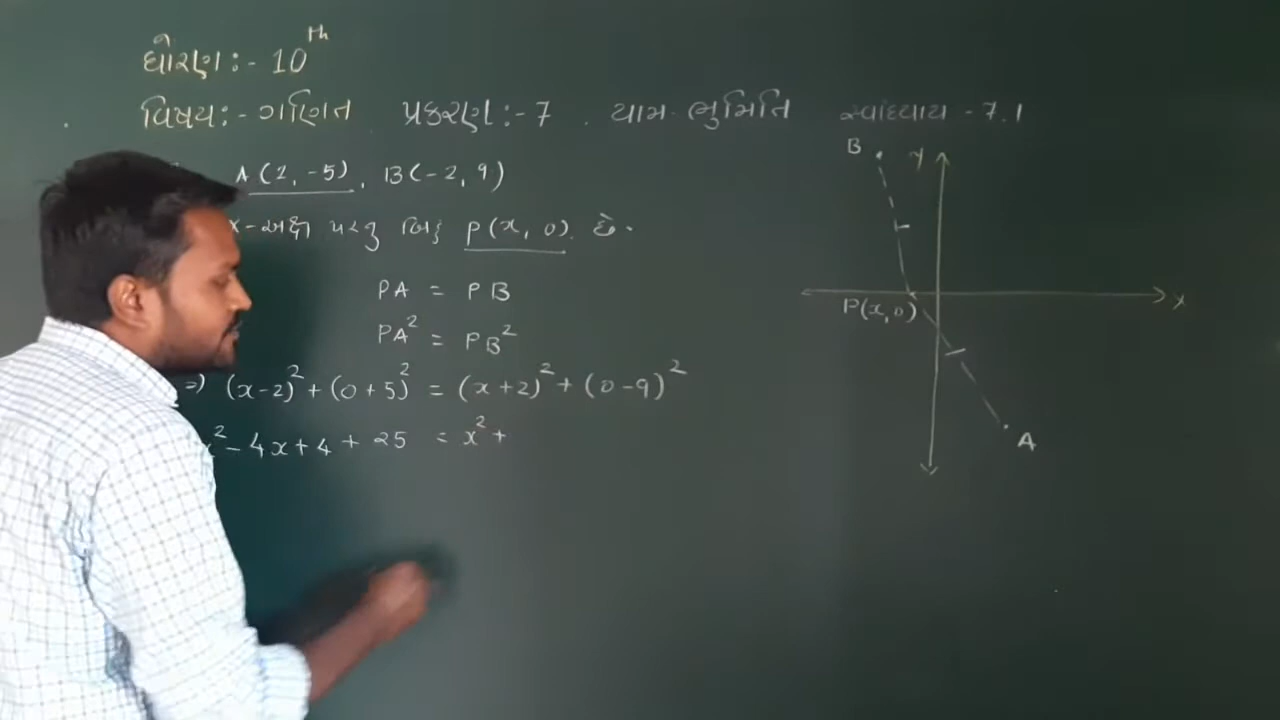 ધોરણ :- 10th
વિષય :- ગણિત પ્રકરણ :- 7 યામ ભુમિતિ સ્વાધ્યાય - 7.1
A(2, -5), B(-2, 9)
x-અક્ષ પરનું બિંદુ P(x, 0) છે.
PA = PB
PA² = PB²
⇒) (x-2)² + (0+5)² = (x+2)² + (0-9)²
x² - 4x + 4 + 25 = x² +
B
y
x
P(x, 0)
A